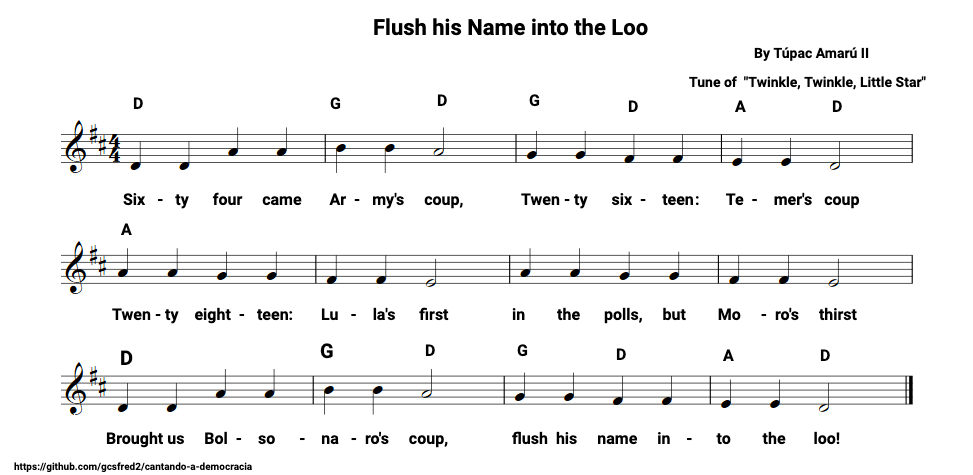 Flush his Name into the Loo
By Túpac Amarú II
Tune of "Twinkle, Twinkle, Little Star"
D G D G D A D
4
4
Six - ty four came Ar - my's coup, Twen - ty six - teen: Te - mer's coup
A
Twen - ty eight - teen: Lu - la's first in the polls, but Mo - ro's thirst
D G D G D A D
Brought us Bol - so - na - ro's coup, flush his name in - to the loo!
https://github.com/gcsfred2/cantando-a-democracia